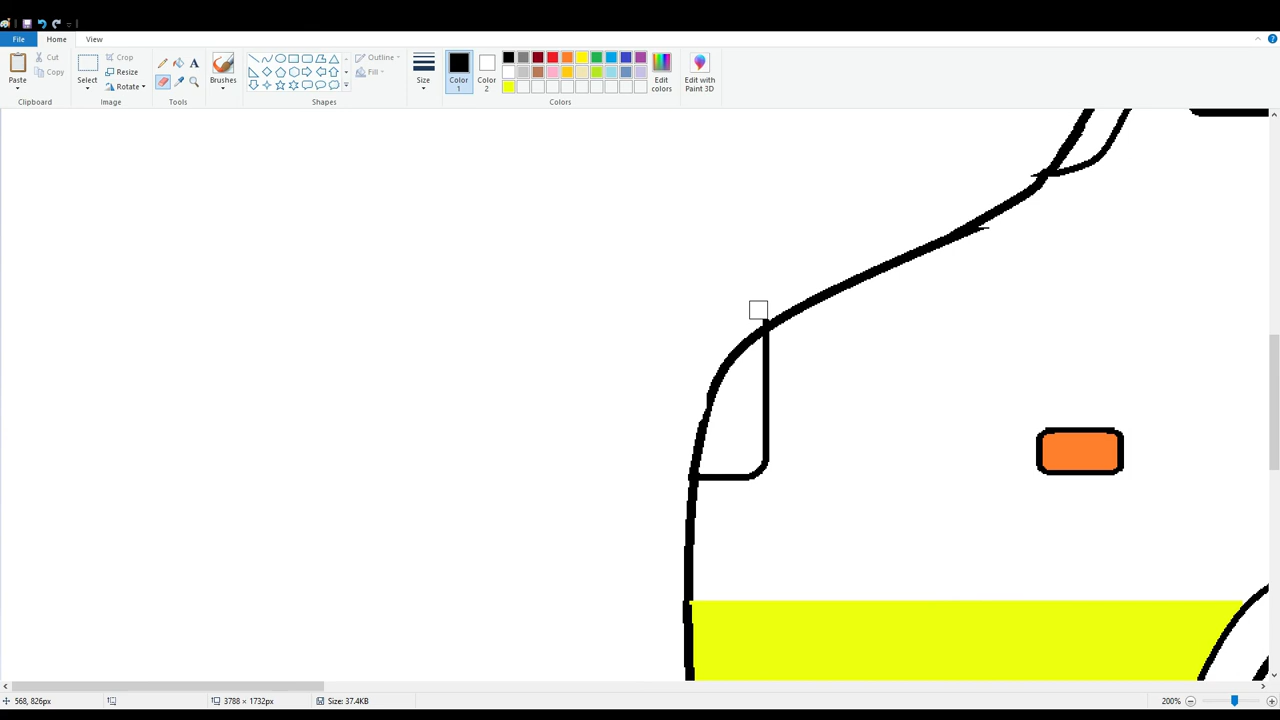 File Home View
Cut
Copy
Paste
Clipboard
Select
Crop
Resize
Rotate
Image
A
Tools
Brushes
Outline
Fill
Shapes
Size
Color 1
Color 2
Edit colors
Colors
Edit with Paint 3D
568, 826px
3788 × 1732px
Size: 37.4KB
200%